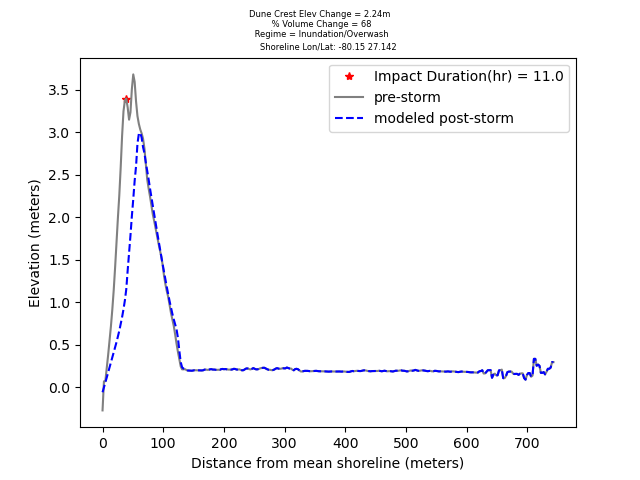 Dune Crest Elev Change = 2.24m
% Volume Change = 68
Regime = Inundation/Overwash
Shoreline Lon/Lat: -80.15 27.142
Impact Duration(hr) = 11.0
pre-storm
modeled post-storm
3.5
3.0
2.5
2.0
1.5
1.0
0.5
0.0
Elevation (meters)
0 100 200 300 400 500 600 700
Distance from mean shoreline (meters)